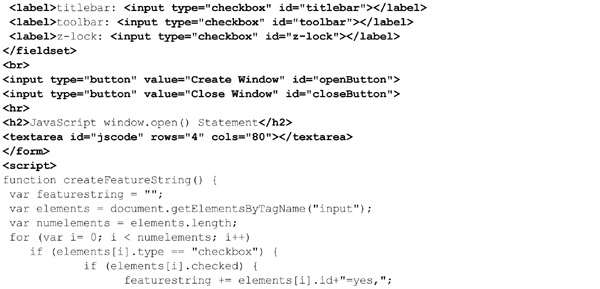 <label>titlebar: <input type="checkbox" id="titlebar"></label>
<label>toolbar: <input type="checkbox" id="toolbar"></label>
<label>z-lock: <input type="checkbox" id="z-lock"></label>
</fieldset>
<br>
<input type="button" value="Create Window" id="openButton">
<input type="button" value="Close Window" id="closeButton">
<hr>
<h2>JavaScript window.open() Statement</h2>
<textarea id="jscode" rows="4" cols="80"></textarea>
</form>
<script>
function createFeatureString() {
var featurestring = "";
var elements = document.getElementsByTagName("input");
var numelements = elements.length;
for (var i= 0; i < numelements; i++)
if (elements[i].type == "checkbox") {
if (elements[i].checked) {
featurestring += elements[i].id+"=yes,";